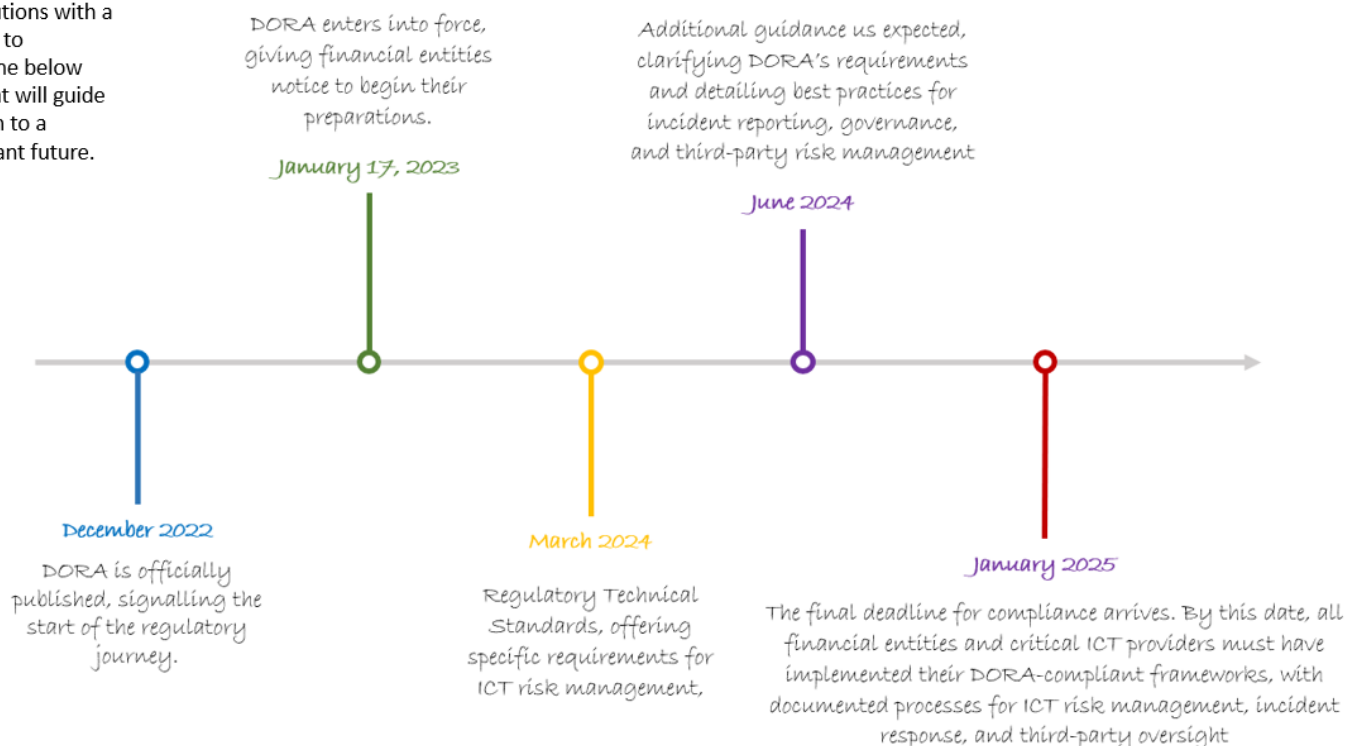 utions with a
to
ne below
t will guide
n to a
ant future.
DORA enters into force,
giving financial entities
notice to begin their
preparations.
January 17, 2023
Additional guidance us expected,
clarifying DORA's requirements
and detailing best practices for
incident reporting, governance,
and third-party risk management
June 2024
December 2022
DORA is officially
published, signalling the
start of the regulatory
journey.
March 2024
Regulatory Technical
Standards, offering
specific requirements for
ICT risk management,
January 2025
The final deadline for compliance arrives. By this date, all
financial entities and critical ICT providers must have
implemented their DORA-compliant frameworks, with
documented processes for ICT risk management, incident
response, and third-party oversight